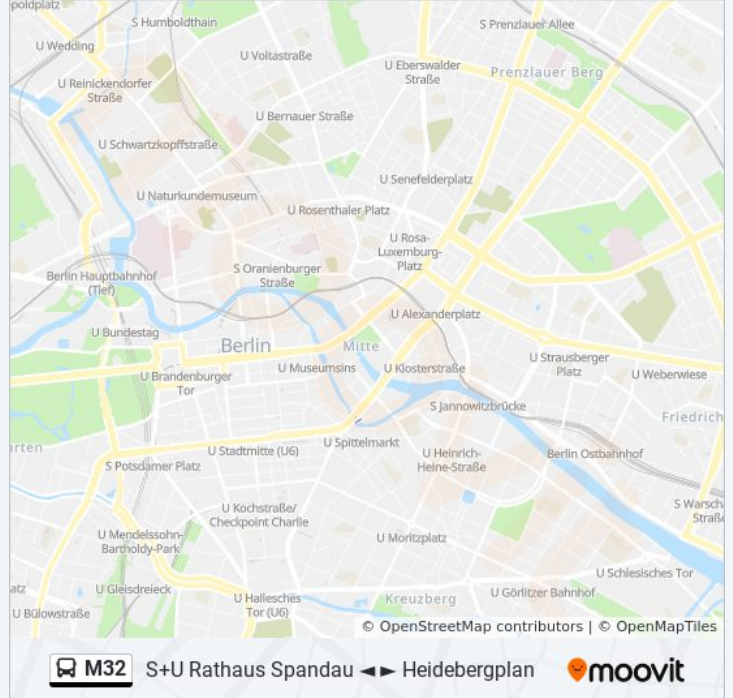 poldplatz
S Humboldthain
S Prenzlauer Allee
U Wedding
U Voltastraße
U Eberswalder
Straße
Prenzlauer Berg
U Reinickendorfer
Straße
U Bernauer Straße
U Schwartzkopffstraße
U Senefelderplatz
U Naturkundemuseum
U Rosenthaler Platz
U Rosa-
Luxemburg-
Platz
S Oranienburger
Straße
Berlin Hauptbahnhof
(Tief)
U Alexanderplatz
U Bundestag
Berlin
Mitte
U Strausberger
Platz
U Museumsinsel
U Klosterstraße
U Weberwiese
U Brandenburger
Tor
S Jannowitzbrücke
Friedrich
rten
U Spittelmarkt
U Stadtmitte (U6)
U Heinrich-
Heine-Straße
Berlin Ostbahnhof
S Potsdamer Platz
S Warsch
Straße
U Kochstraße/
Checkpoint Charlie
U Mendelssohn-
Bartholdy-Park
U Moritzplatz
U Schlesisches Tor
atz
U Gleisdreieck
U Görlitzer Bahnhof
U Hallesches
Tor (U6)
Kreuzberg
U Bülowstraße
© OpenStreetMap contributors | © OpenMapTiles
M32 S+U Rathaus Spandau ◄ ► Heidebergplan
moovit